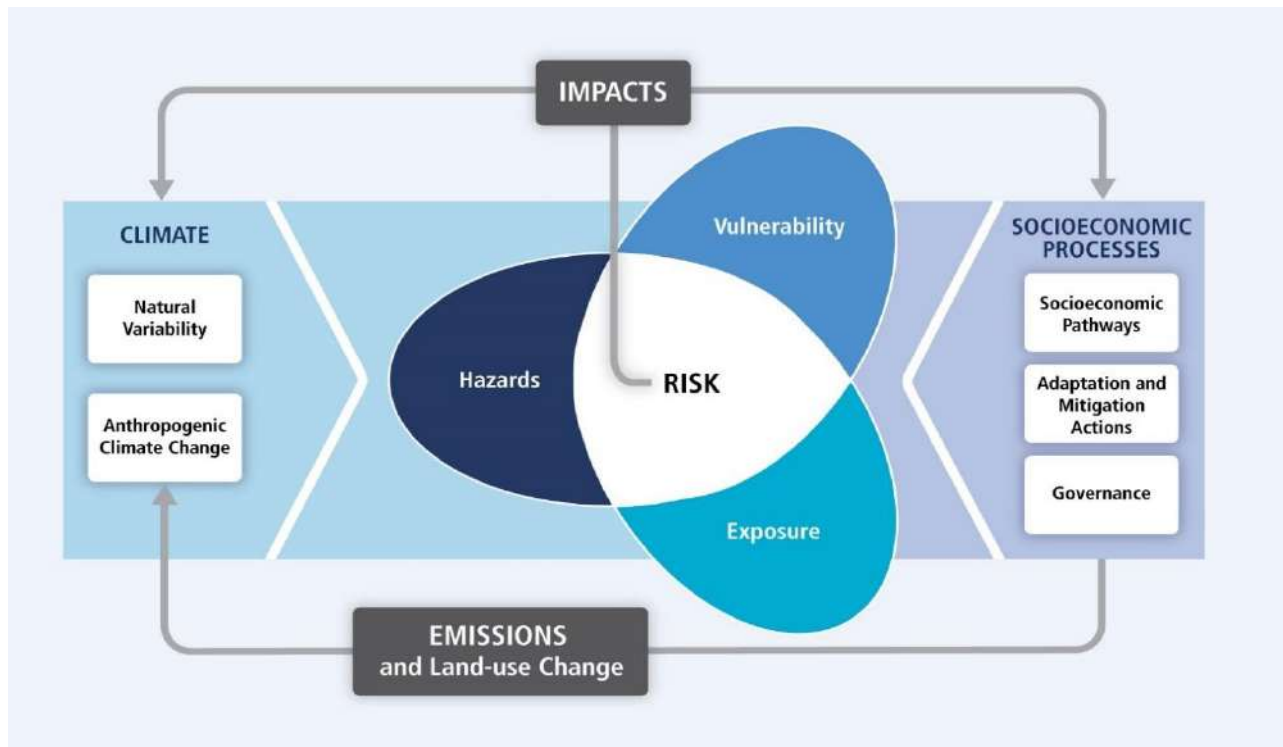 IMPACTS
CLIMATE
Natural
Variability
Anthropogenic
Climate Change
Hazards
Vulnerability
RISK
Exposure
SOCIOECONOMIC
PROCESSES
Socioeconomic
Pathways
Adaptation and
Mitigation
Actions
Governance
EMISSIONS
and Land-use Change